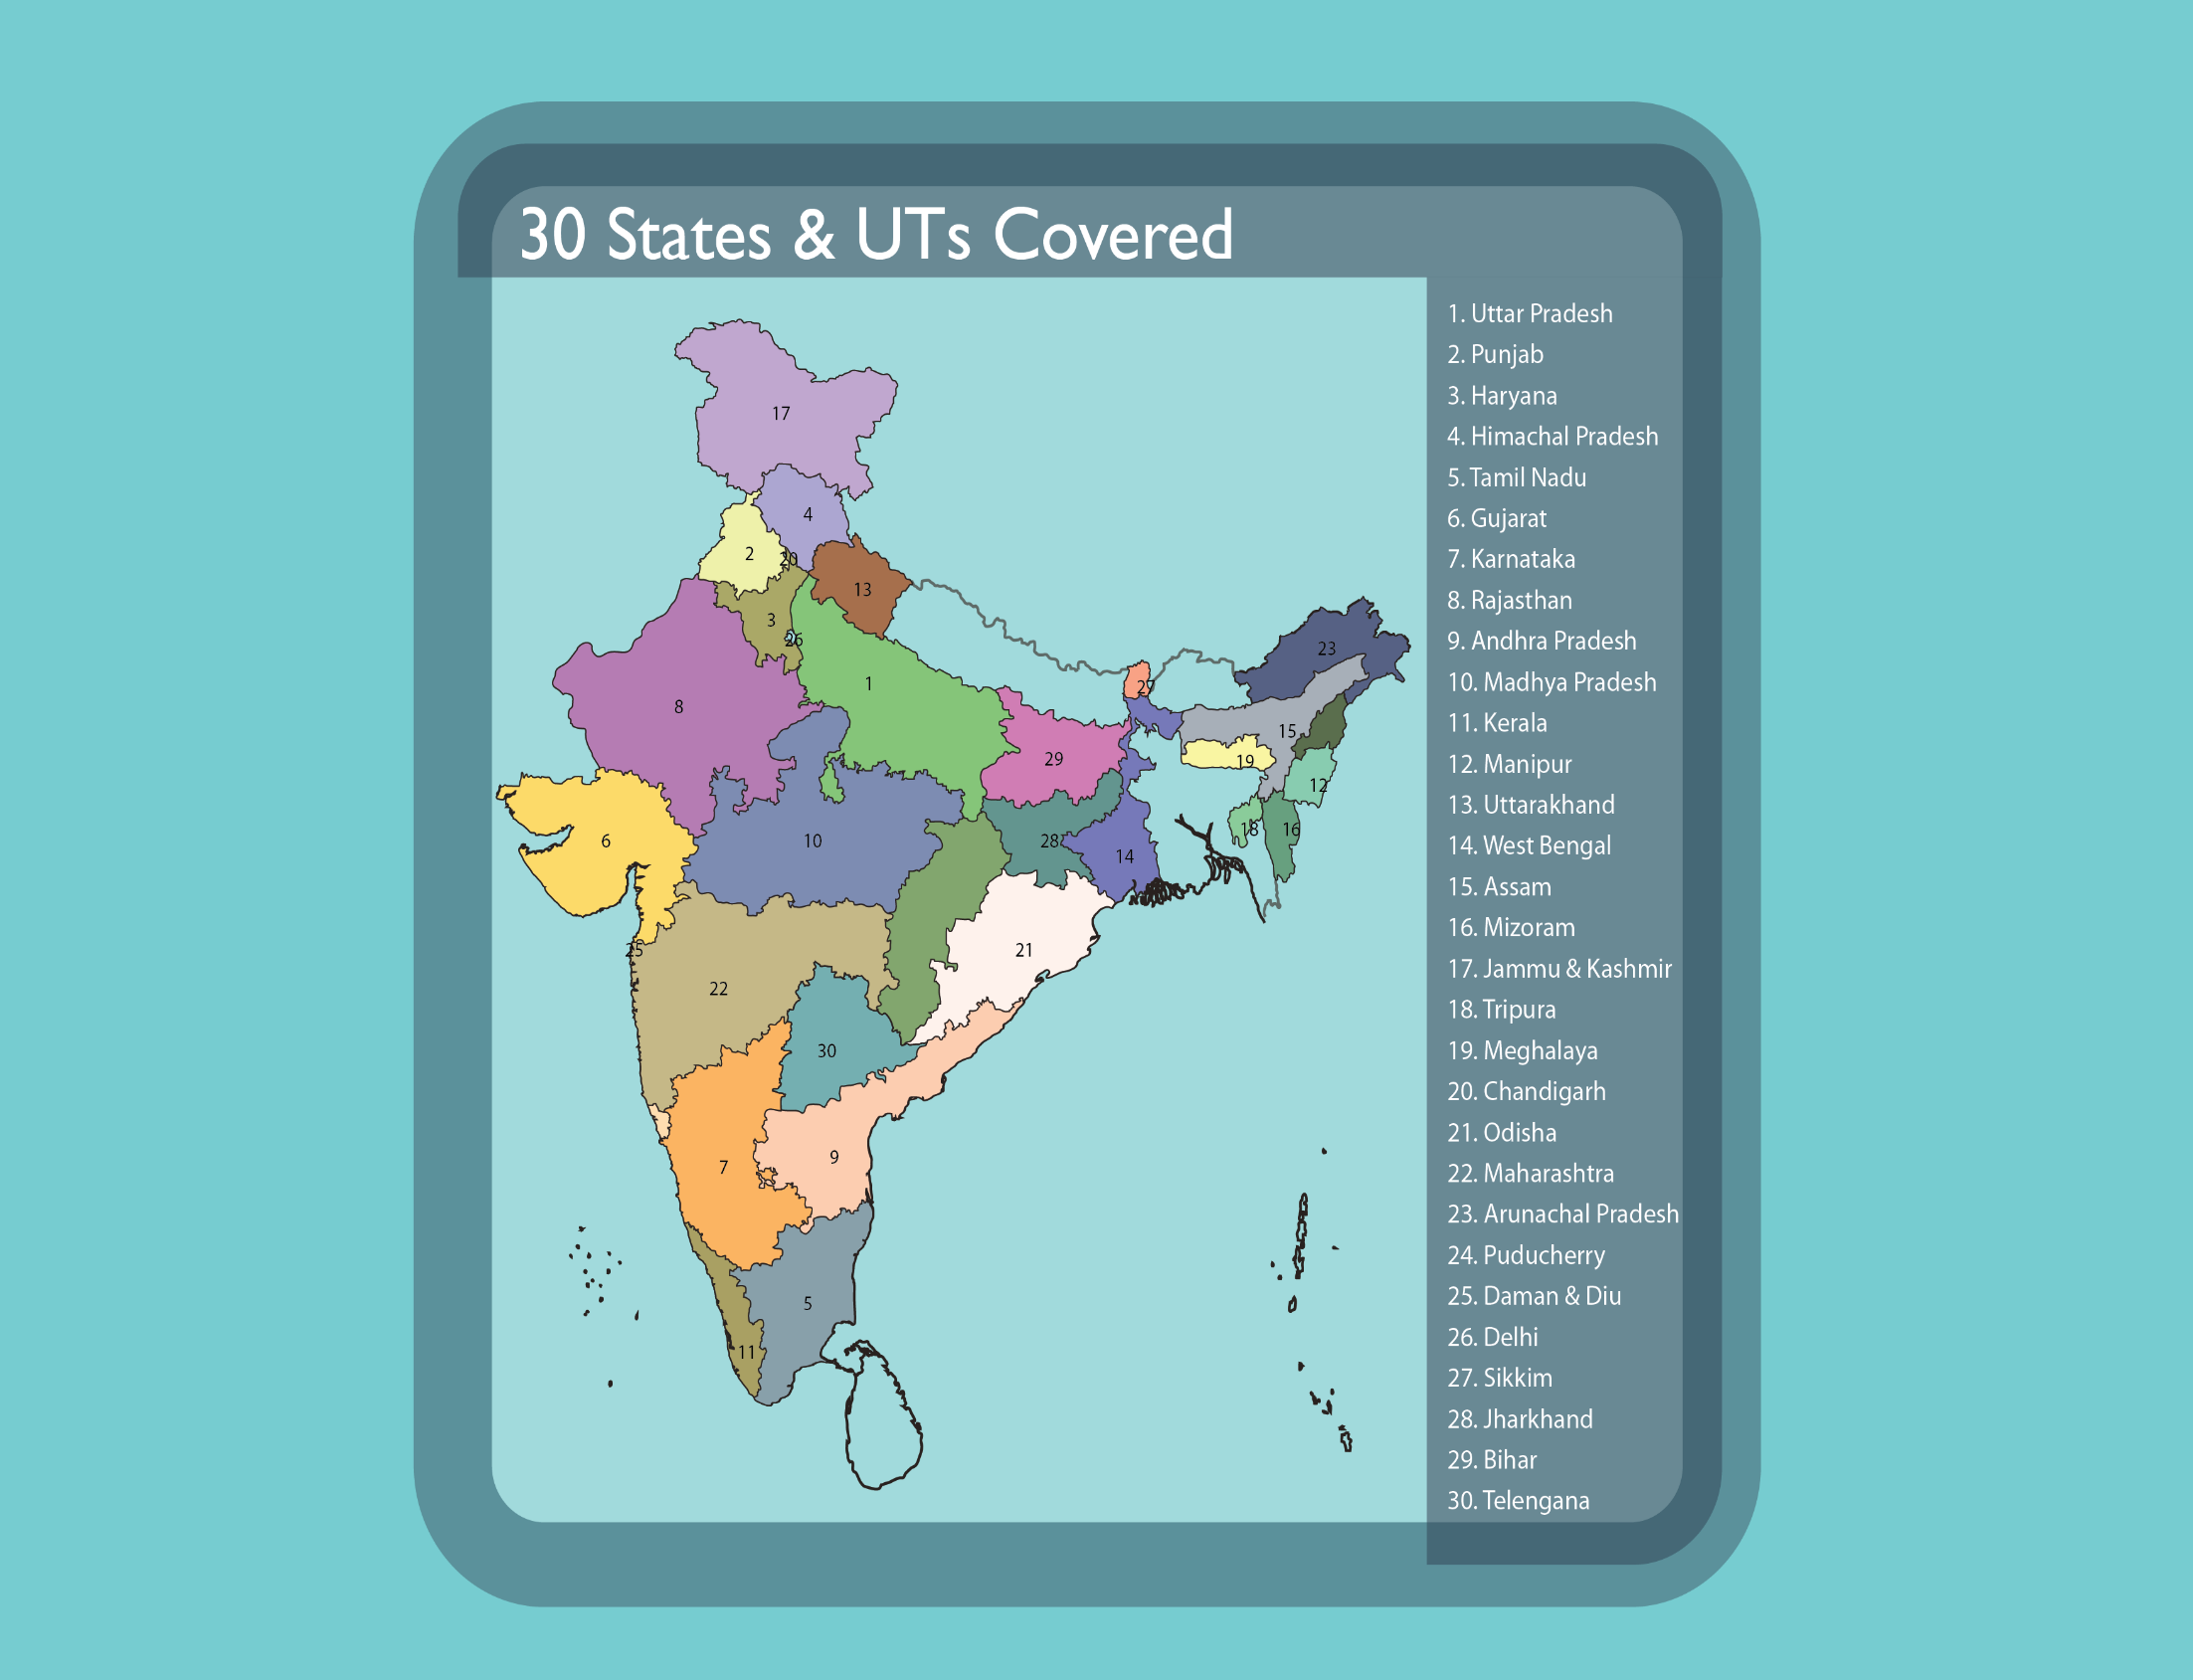 30 States & UTs Covered
1. Uttar Pradesh
2. Punjab
3. Haryana
4. Himachal Pradesh
5. Tamil Nadu
6. Gujarat
7. Karnataka
8. Rajasthan
9. Andhra Pradesh
10. Madhya Pradesh
11. Kerala
12. Manipur
13. Uttarakhand
14. West Bengal
15. Assam
16. Mizoram
17. Jammu & Kashmir
18. Tripura
19. Meghalaya
20. Chandigarh
21. Odisha
22. Maharashtra
23. Arunachal Pradesh
24. Puducherry
25. Daman & Diu
26. Delhi
27. Sikkim
28. Jharkhand
29. Bihar
30. Telengana
17
4
2
20
13
3
26
23
1
27
8
15
29
19
12
6
10
28
18
16
14
25
21
22
30
9
7
5
11